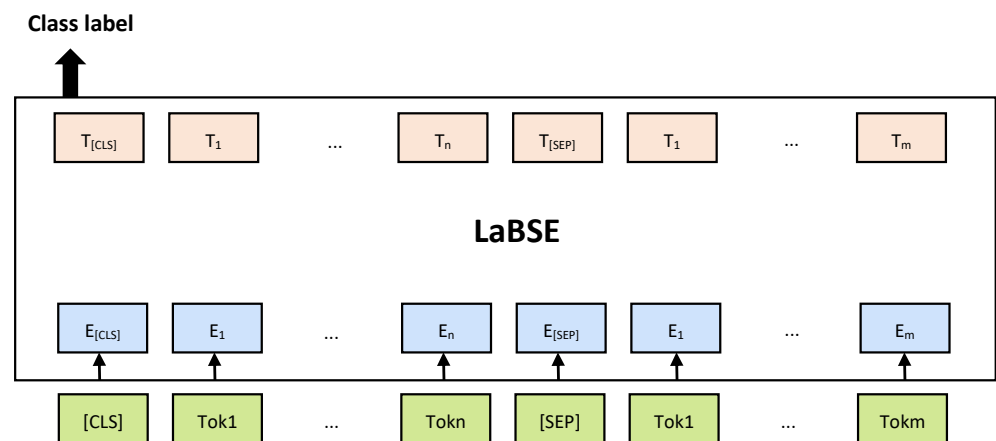 Class label
T[CLS] T1 ... Tn T[SEP] T1 ... Tm
LaBSE
E[CLS] E1 ... En E[SEP] E1 ... Em
[CLS] Tok1 ... Tokn [SEP] Tok1 ... Tokm